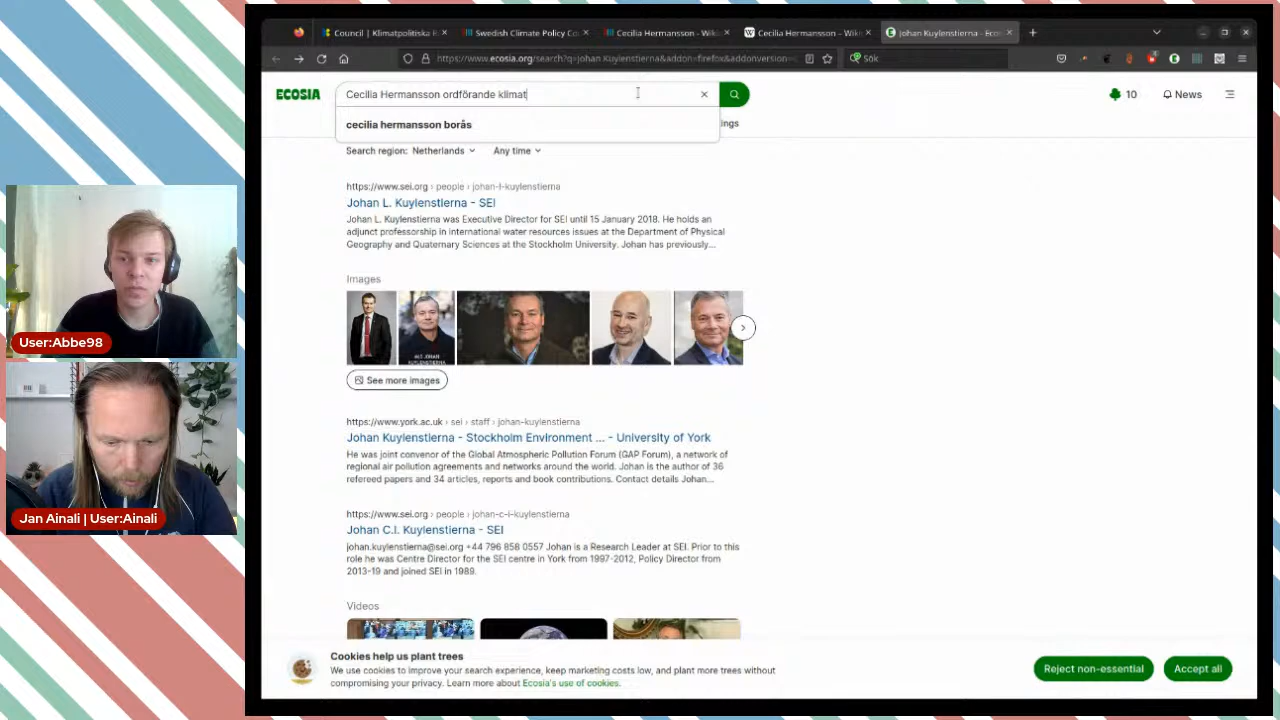 Council | Klimatpolitiska
Swedish Climate Policy Co
Cecilia Hermansson - Wiki
Cecilia Hermansson - Wiki
Johan Kuylenstierna - Ecos
https://www.ecosia.org/search?q=Johan Kuylenstierna&addon=firefox&addonversion=
Sök
ECOSIA
Cecilia Hermansson ordförande klimat
10
News
cecilia hermansson borås
ngs
Search region: Netherlands
Any time
https://www.sei.org › people › johan-l-kuylenstierna
Johan L. Kuylenstierna - SEI
Johan L. Kuylenstierna was Executive Director for SEI until 15 January 2018. He holds an
adjunct professorship in international water resources issues at the Department of Physical
Geography and Quaternary Sciences at the Stockholm University. Johan has previously...
Images
See more images
https://www.york.ac.uk › sei › staff › johan-kuylenstierna
Johan Kuylenstierna - Stockholm Environment ... - University of York
He was joint convenor of the Global Atmospheric Pollution Forum (GAP Forum), a network of
regional air pollution agreements and networks around the world. Johan is the author of 36
refereed papers and 34 articles, reports and book contributions. Contact details Johan...
https://www.sei.org › people › johan-c-i-kuylenstierna
Johan C.I. Kuylenstierna - SEI
johan.kuylenstierna@sei.org +44 796 858 0557 Johan is a Research Leader at SEI. Prior to this
role he was Centre Director for the SEI centre in York from 1997-2012, Policy Director from
2013-19 and joined SEI in 1989.
Videos
Cookies help us plant trees
We use cookies to improve your search experience, keep marketing costs low, and plant more trees without
compromising your privacy. Learn more about Ecosia's use of cookies.
Reject non-essential
Accept all
User:Abbe98
Jan Ainali | User:Ainali